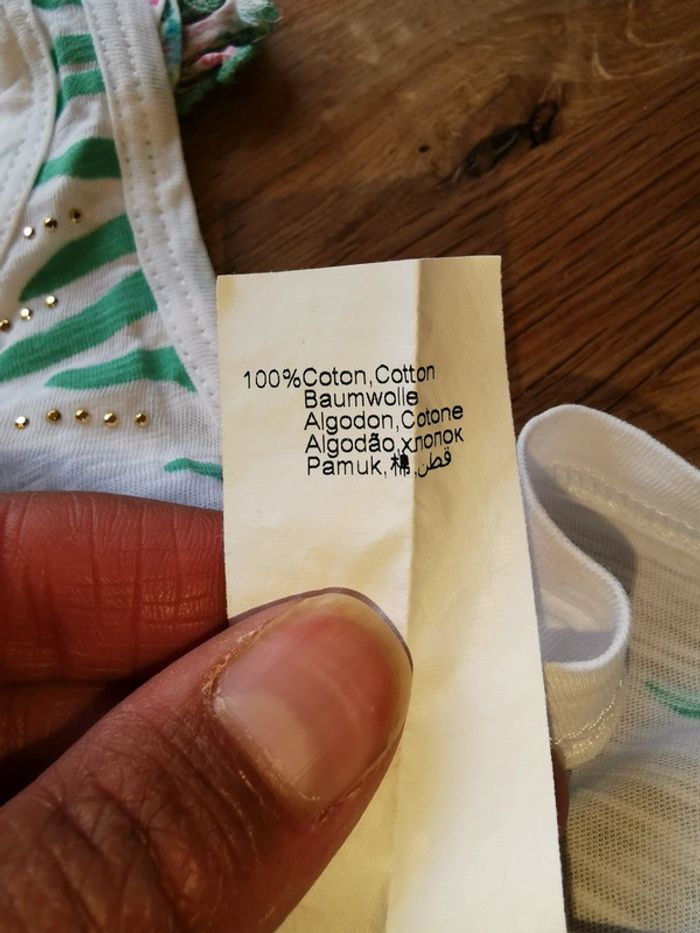 100%Coton,Cotton
Baumwolle
Algodon,Cotone
Algodão,хлопок
Pamuk,棉,قطن